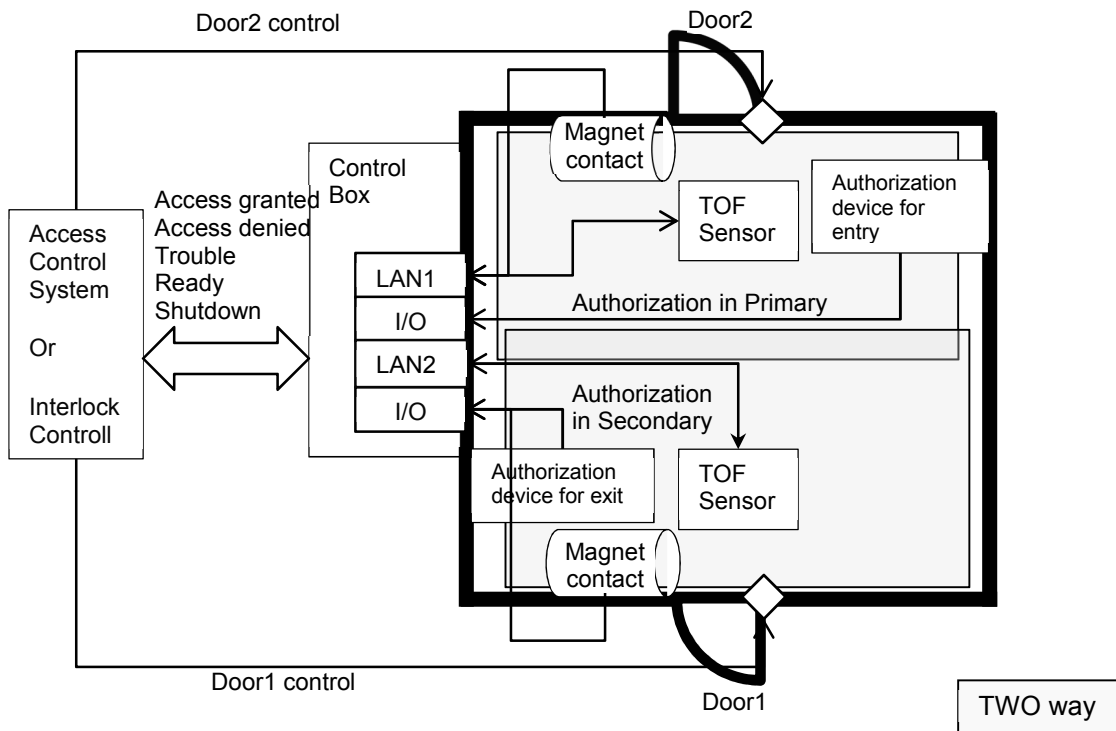 Door2 control
Door2
Magnet
contact
Control
Box
Authorization
device for
entry
TOF
Sensor
Access granted
Access denied
Trouble
Ready
Shutdown
Access
Control
System
Or
Interlock
Controll
LAN1
I/O
LAN2
I/O
Authorization in Primary
Authorization
in Secondary
Authorization
device for exit
TOF
Sensor
Magnet
contact
Door1 control
Door1
TWO way